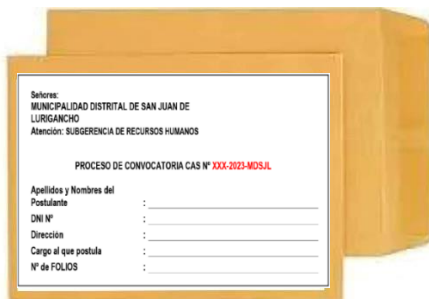 Señores:
MUNICIPALIDAD DISTRITAL DE SAN JUAN DE
LURIGANCHO
Atención: SUBGERENCIA DE RECURSOS HUMANOS
PROCESO DE CONVOCATORIA CAS N° XXX-2023-MDSJL
Apellidos y Nombres del
Postulante : 
DNI N° : 
Dirección : 
Cargo al que postula : 
N° de FOLIOS :